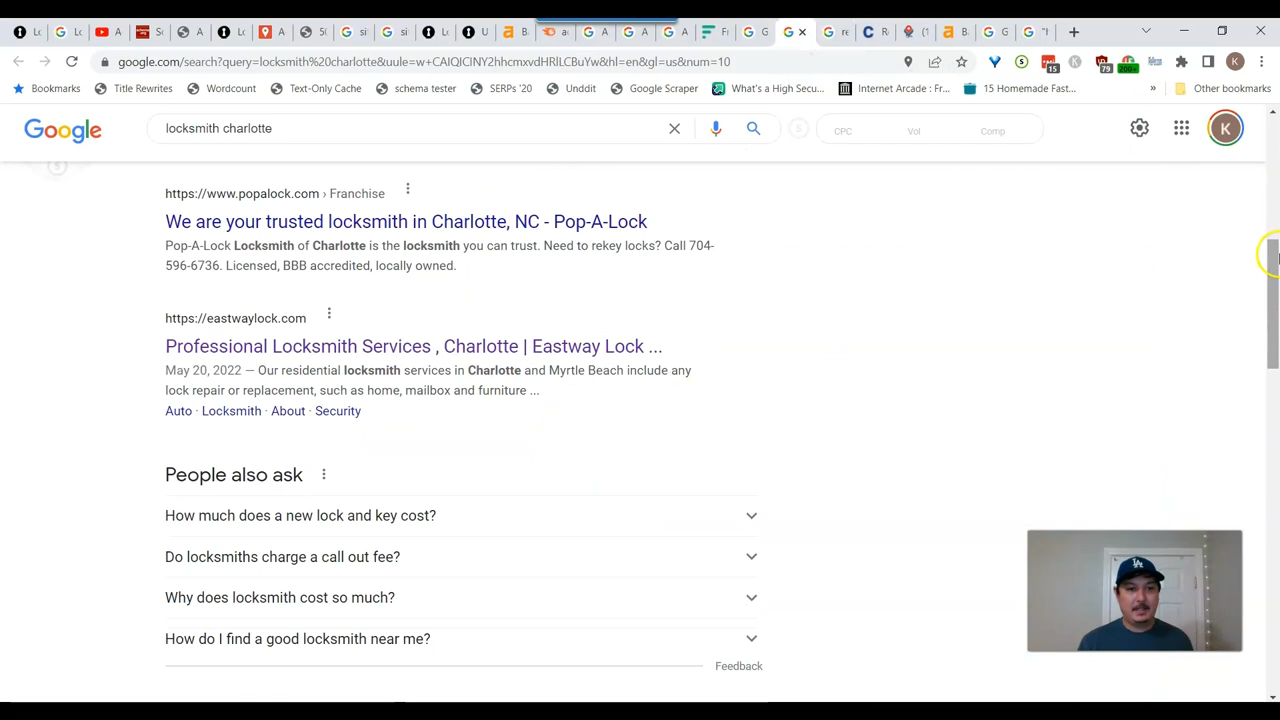 google.com/search?query=locksmith%20charlotte&uule=w+CAIQICINY2hhcmxvdHRlLCBuYw&hl=en&gl=us&num=10
15
79
200+
K
Bookmarks
Title Rewrites
Wordcount
Text-Only Cache
schema tester
SERPs '20
Unddit
Google Scraper
What's a High Secu...
Internet Arcade : Fr...
15 Homemade Fast...
»
Other bookmarks
Google
locksmith charlotte
CPC
Vol
Comp
K
https://www.popalock.com › Franchise
We are your trusted locksmith in Charlotte, NC - Pop-A-Lock
Pop-A-Lock Locksmith of Charlotte is the locksmith you can trust. Need to rekey locks? Call 704-
596-6736. Licensed, BBB accredited, locally owned.
https://eastwaylock.com
Professional Locksmith Services , Charlotte | Eastway Lock ...
May 20, 2022 — Our residential locksmith services in Charlotte and Myrtle Beach include any
lock repair or replacement, such as home, mailbox and furniture ...
Auto · Locksmith · About · Security
People also ask
How much does a new lock and key cost?
Do locksmiths charge a call out fee?
Why does locksmith cost so much?
How do I find a good locksmith near me?
Feedback
LA